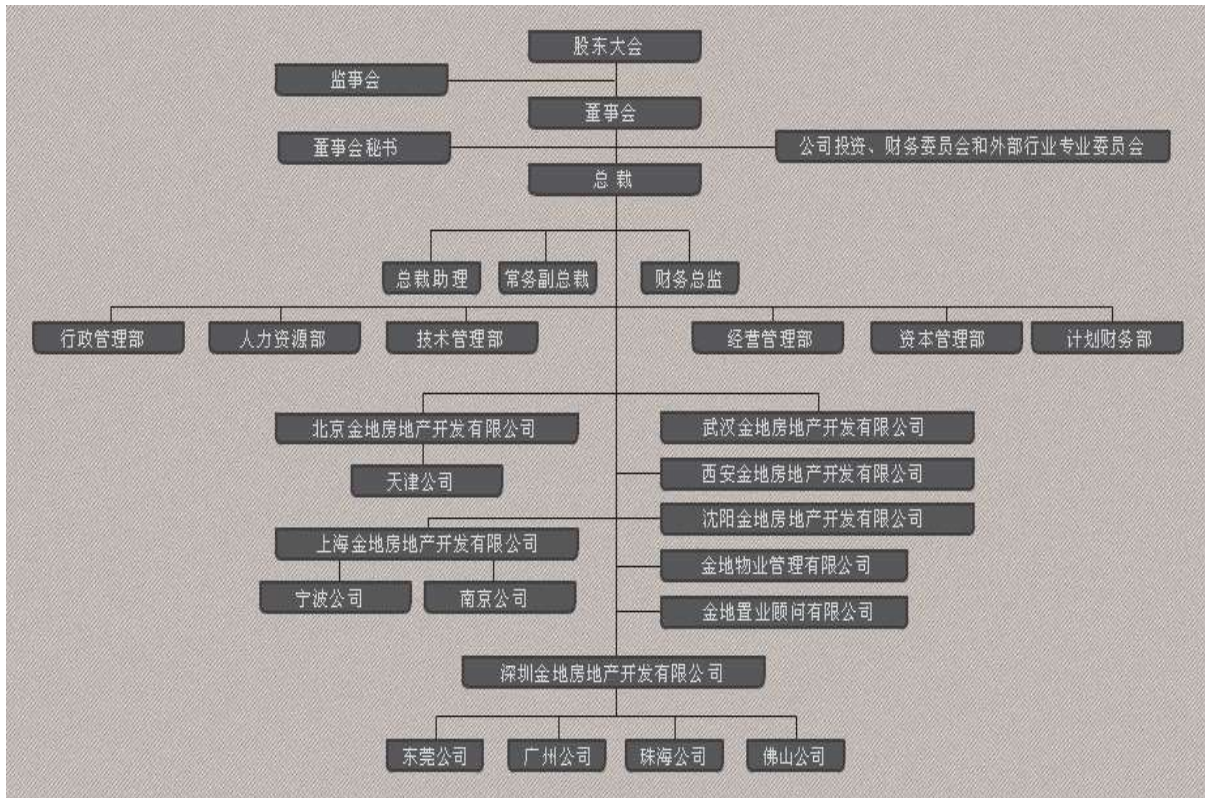 股东大会
监事会
董事会
董事会秘书
公司投资、财务委员会和外部行业专业委员会
总裁
总裁助理
常务副总裁
财务总监
行政管理部
人力资源部
技术管理部
经营管理部
资本管理部
计划财务部
北京金地房地产开发有限公司
武汉金地房地产开发有限公司
天津公司
西安金地房地产开发有限公司
沈阳金地房地产开发有限公司
上海金地房地产开发有限公司
金地物业管理有限公司
宁波公司
南京公司
金地置业顾问有限公司
深圳金地房地产开发有限公司
东莞公司
广州公司
珠海公司
佛山公司